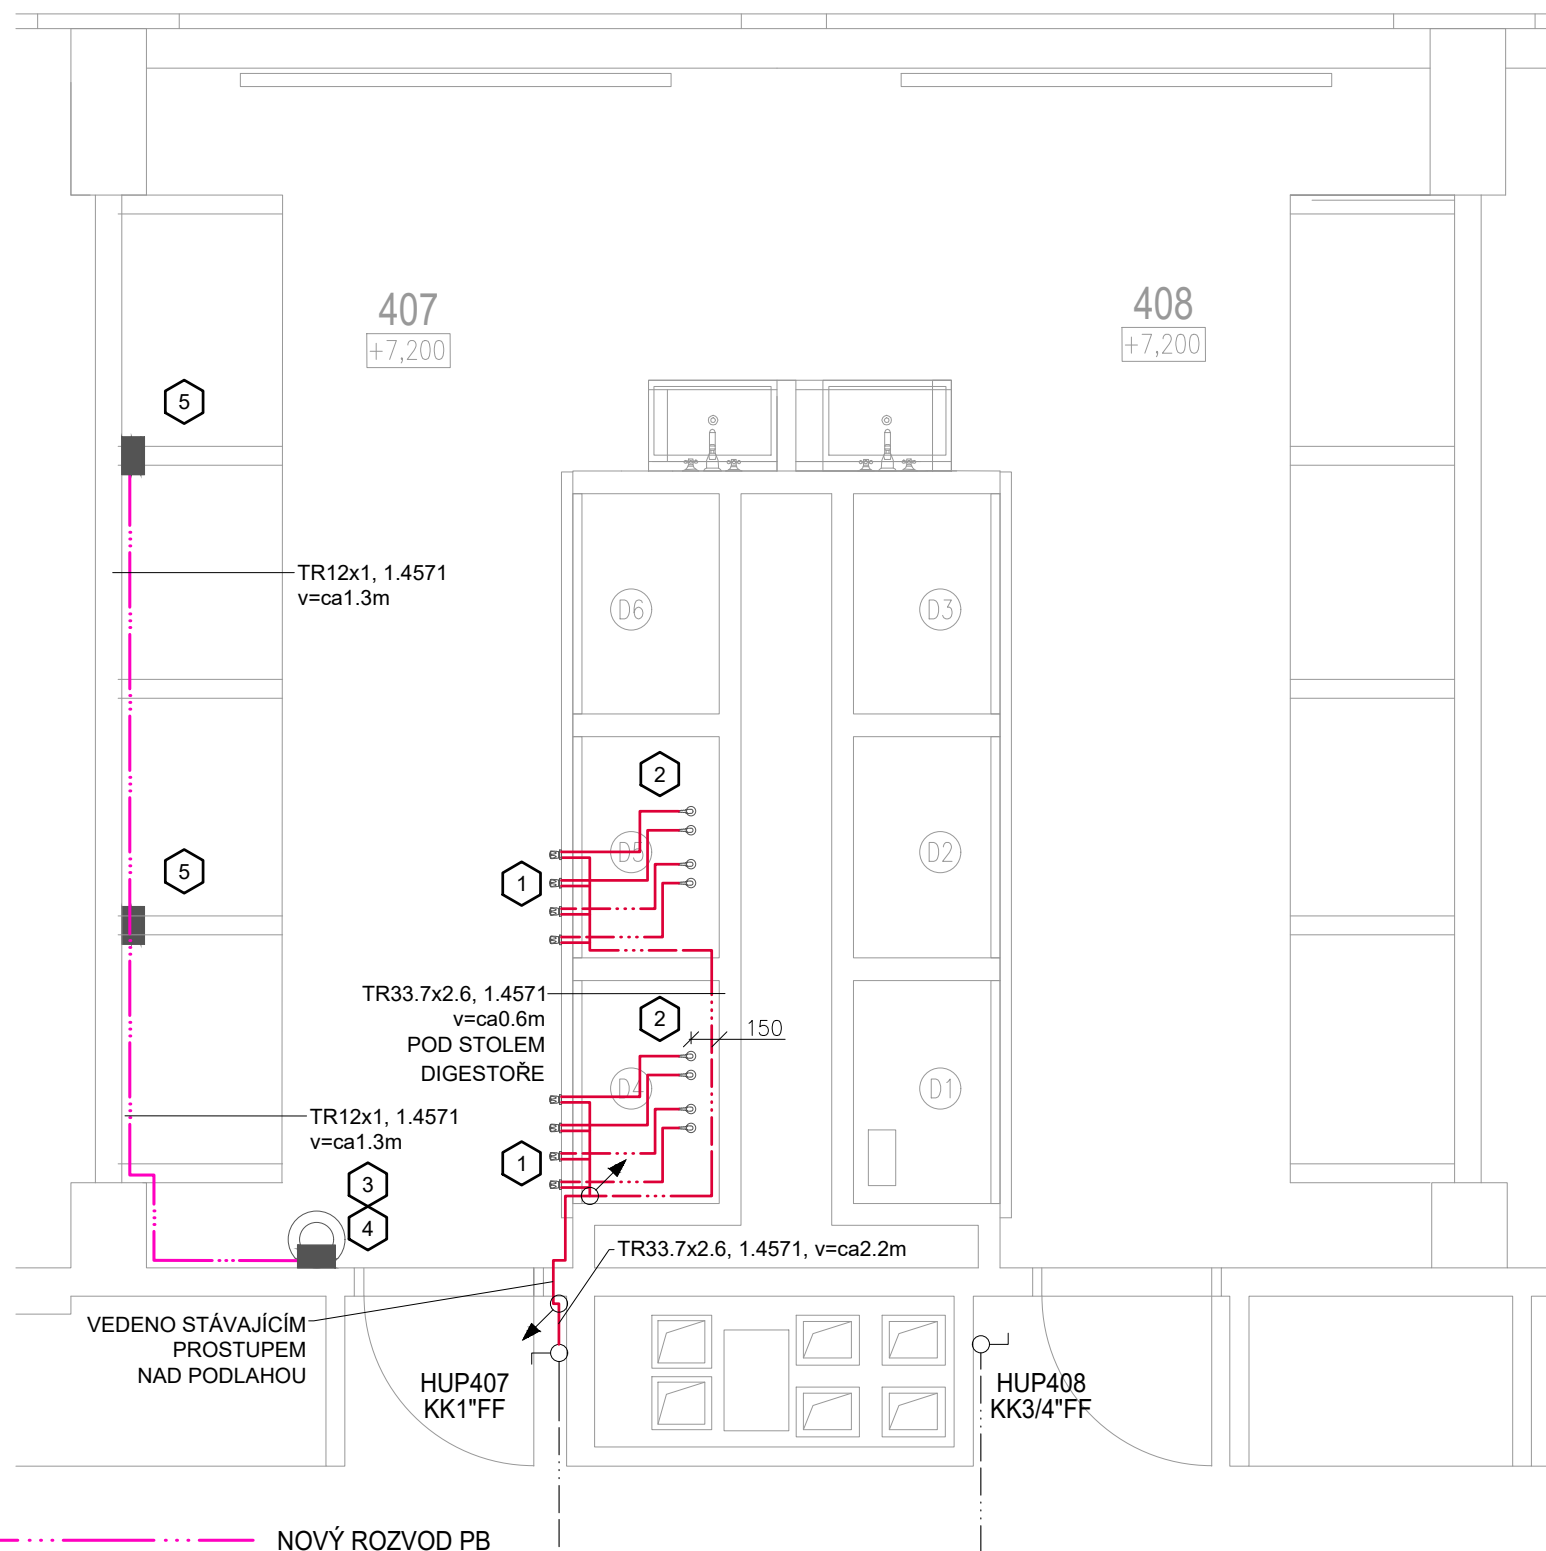 407
+7,200
408
+7,200
5
TR12x1, 1.4571
v=ca1.3m
D6
D3
2
D5
D2
5
1
TR33.7x2.6, 1.4571
v=ca0.6m
POD STOLEM
DIGESTOŘE
2
150
D4
D1
TR12x1, 1.4571
v=ca1.3m
1
3
4
TR33.7x2.6, 1.4571, v=ca2.2m
VEDENO STÁVAJÍCÍM
PROSTUPEM
NAD PODLAHOU
HUP407
KK1"FF
HUP408
KK3/4"FF
NOVÝ ROZVOD PB